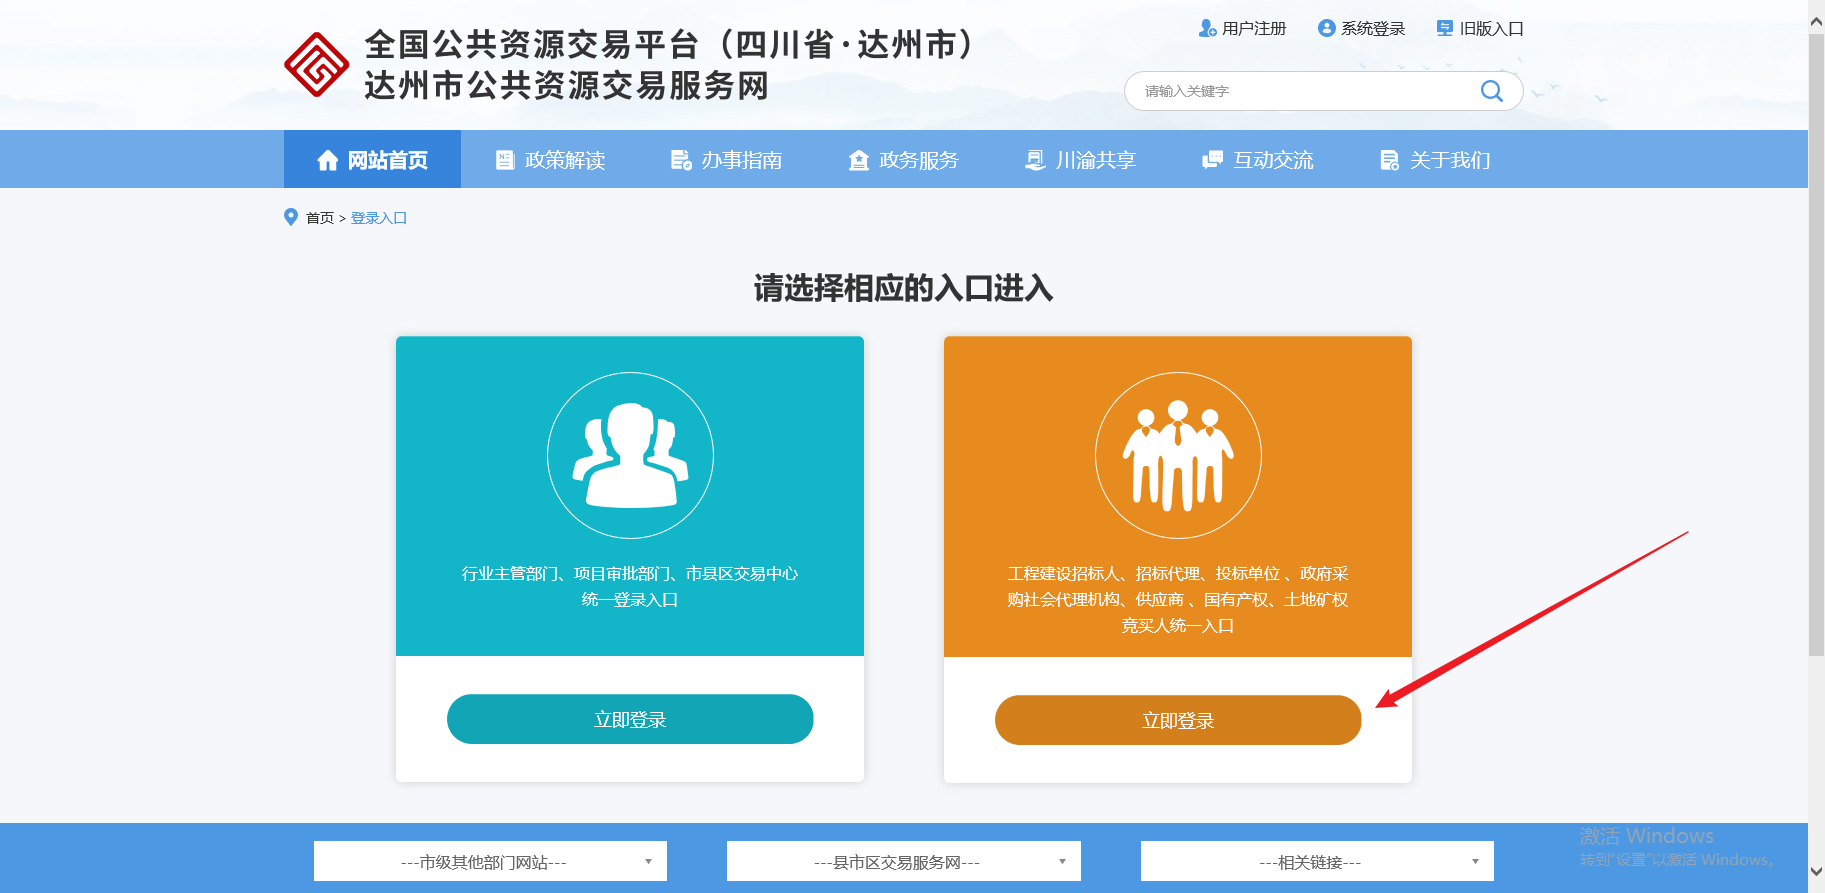 全国公共资源交易平台（四川省·达州市）
达州市公共资源交易服务网
用户注册
系统登录
旧版入口
请输入关键字
网站首页
政策解读
办事指南
政务服务
川渝共享
互动交流
关于我们
首页 > 登录入口
请选择相应的入口进入
行业主管部门、项目审批部门、市县区交易中心
统一登录入口
立即登录
工程建设招标人、招标代理、投标单位 、政府采
购社会代理机构、供应商 、国有产权、土地矿权
竞买人统一入口
立即登录
---市级其他部门网站---
---县市区交易服务网---
---相关链接---
激活 Windows
转到"设置"以激活 Windows。